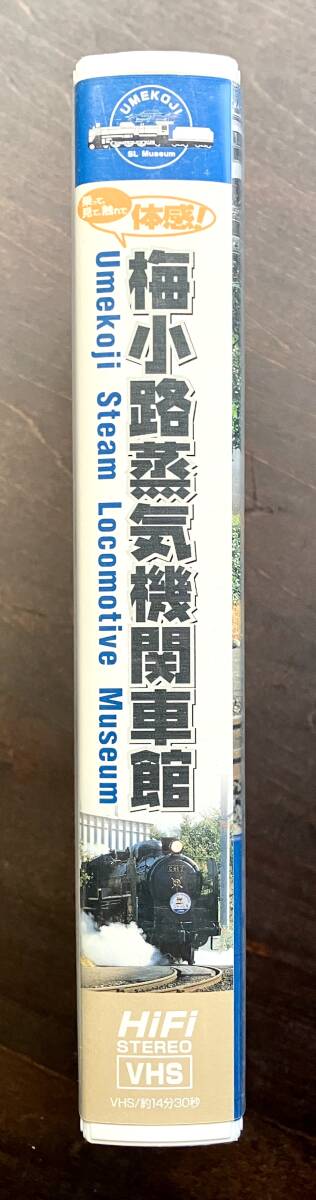 UMEKOJI
SL Museum
乗って、
見て、触れて
体感!
梅小路蒸気機関車館
Umekoji Steam Locomotive Museum
HiFi
STEREO
VHS
VHS/約14分30秒